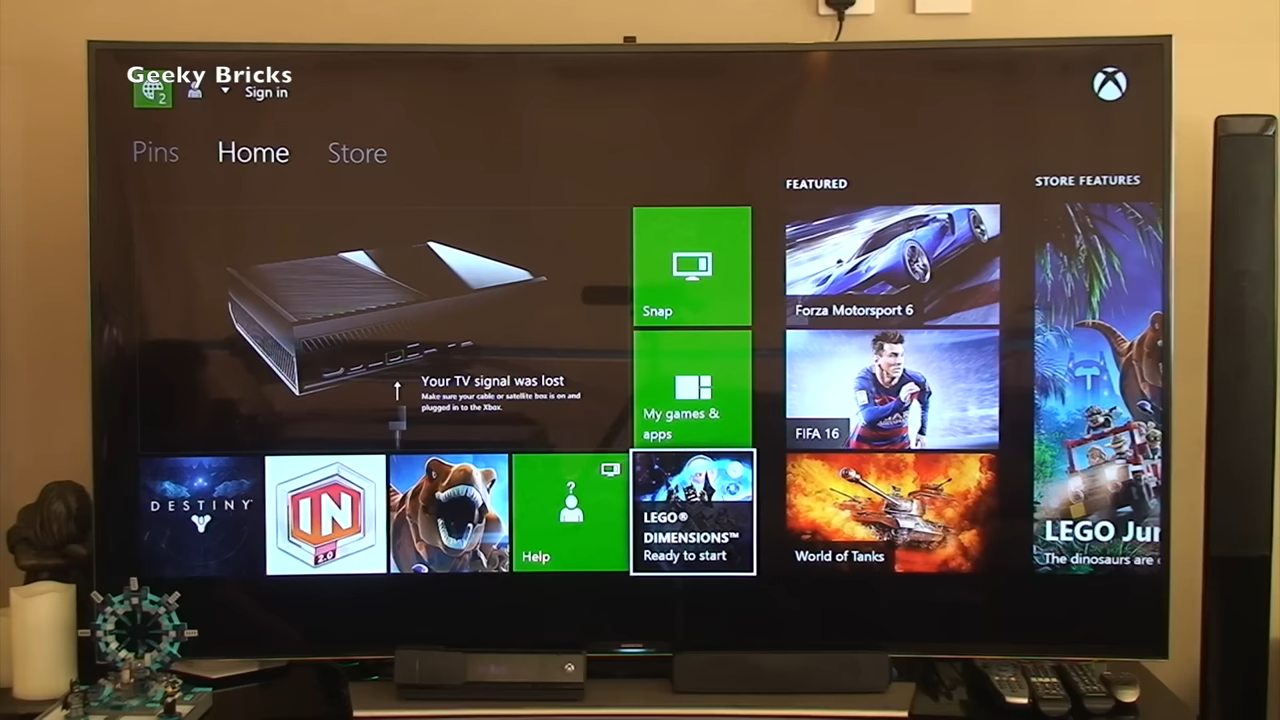 Geeky Bricks
2
Sign in
Pins
Home
Store
FEATURED
STORE FEATURES
Snap
Forza Motorsport 6
Your TV signal was lost
Make sure your cable or satellite box is on and
plugged in to the Xbox.
My games &
apps
FIFA 16
DESTINY
IN
2.0
Help
LEGO®
DIMENSIONS™
Ready to start
World of Tanks
LEGO Jur
The dinosaurs are